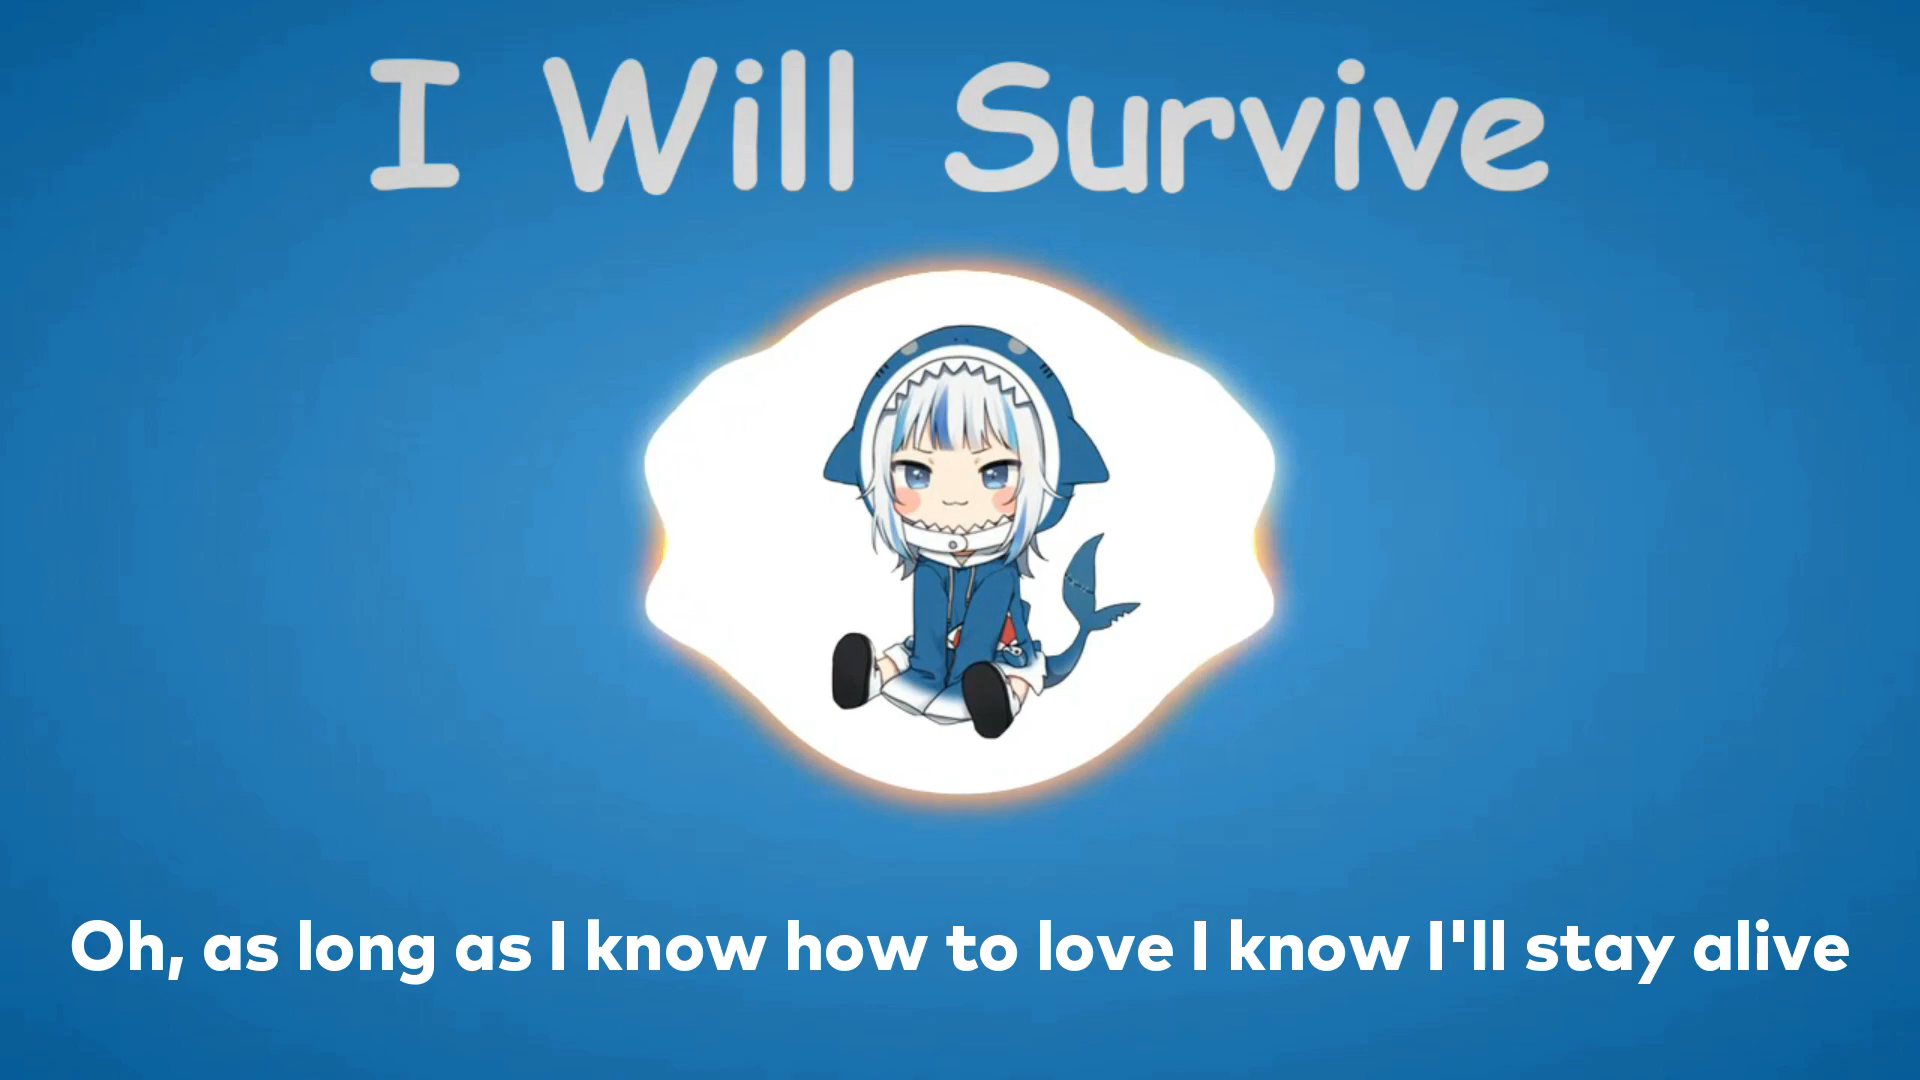 I Will Survive
Oh, as long as I know how to love I know I'll stay alive